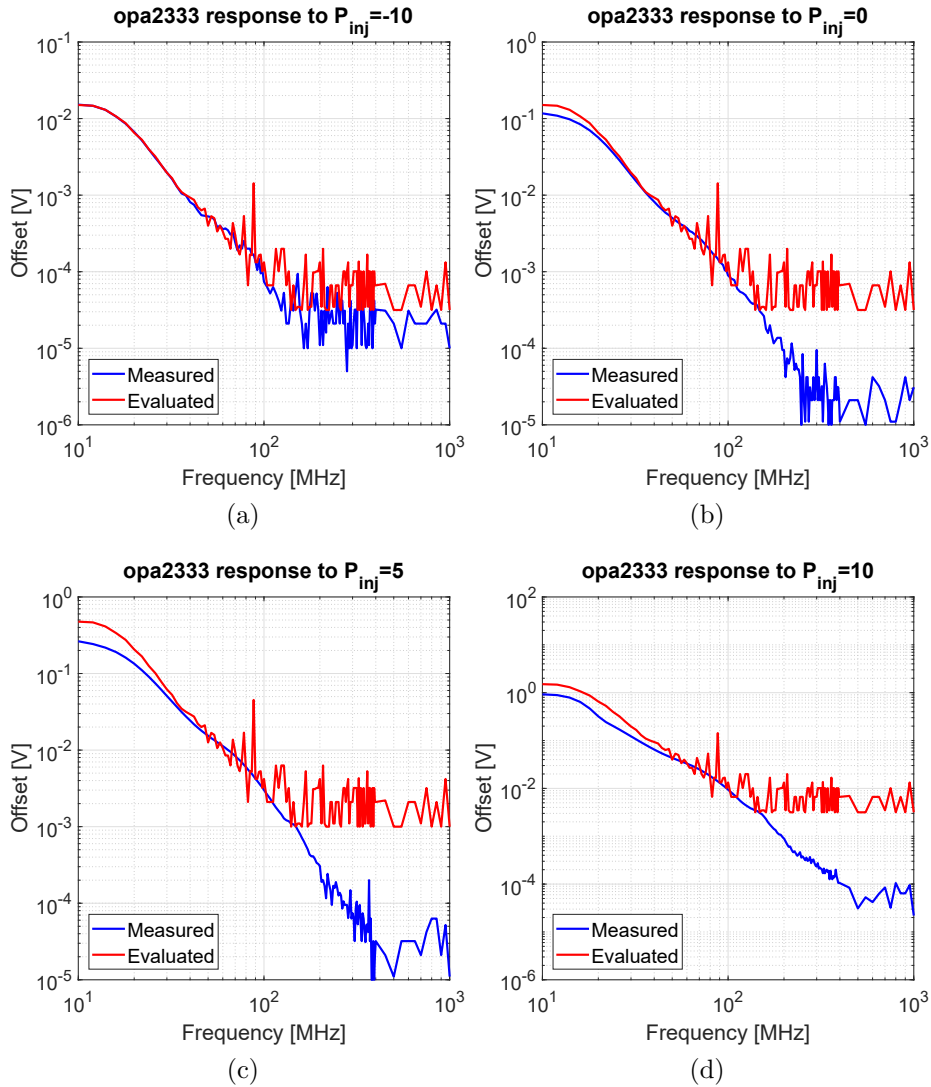 opa2333 response to P_inj=-10
10^-1
10^-2
10^-3
10^-4
10^-5
10^-6
Offset [V]
Measured
Evaluated
10^1 10^2 10^3
Frequency [MHz]
(a)
opa2333 response to P_inj=0
10^0
10^-1
10^-2
10^-3
10^-4
10^-5
Offset [V]
Measured
Evaluated
10^1 10^2 10^3
Frequency [MHz]
(b)
opa2333 response to P_inj=5
10^0
10^-1
10^-2
10^-3
10^-4
10^-5
Offset [V]
Measured
Evaluated
10^1 10^2 10^3
Frequency [MHz]
(c)
opa2333 response to P_inj=10
10^2
10^0
10^-2
10^-4
10^-6
Offset [V]
Measured
Evaluated
10^1 10^2 10^3
Frequency [MHz]
(d)